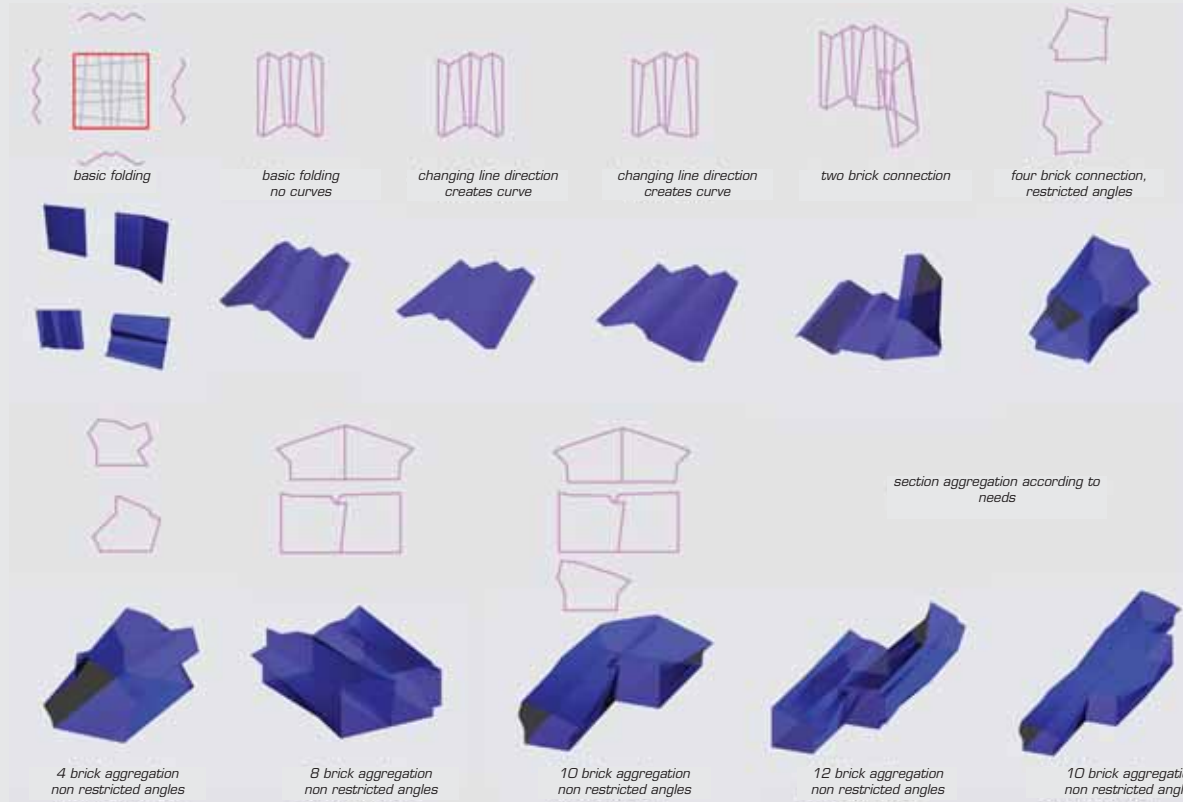 basic folding
basic folding
no curves
changing line direction
creates curve
changing line direction
creates curve
two brick connection
four brick connection,
restricted angles
section aggregation according to
needs
4 brick aggregation
non restricted angles
8 brick aggregation
non restricted angles
10 brick aggregation
non restricted angles
12 brick aggregation
non restricted angles
10 brick
non restricted